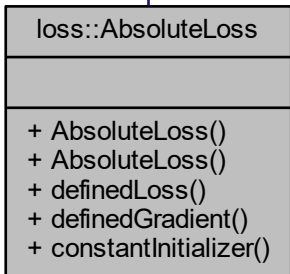 loss::AbsoluteLoss
+ AbsoluteLoss()
+ AbsoluteLoss()
+ definedLoss()
+ definedGradient()
+ constantInitializer()